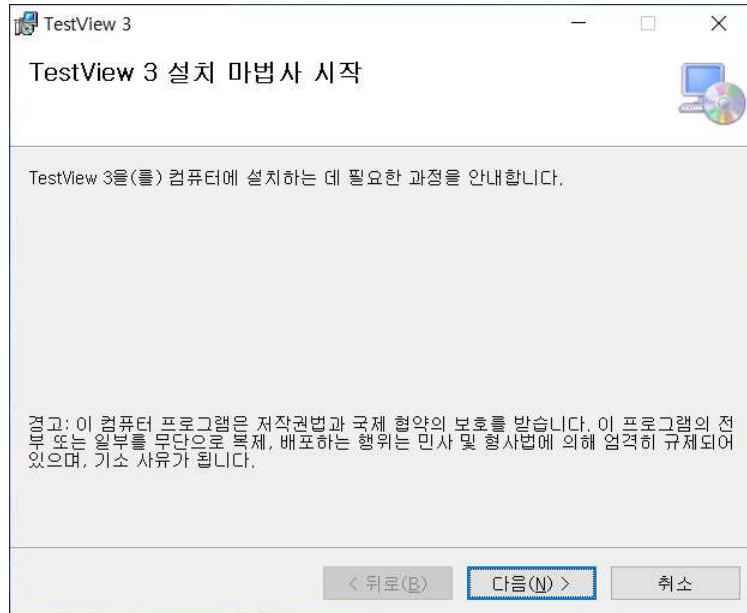 TestView 3
TestView 3 설치 마법사 시작
TestView 3을(를) 컴퓨터에 설치하는 데 필요한 과정을 안내합니다.
경고: 이 컴퓨터 프로그램은 저작권법과 국제 협약의 보호를 받습니다. 이 프로그램의 전
부 또는 일부를 무단으로 복제, 배포하는 행위는 민사 및 형사법에 의해 엄격히 규제되어
있으며, 기소 사유가 됩니다.
< 뒤로(B) 다음(N) > 취소